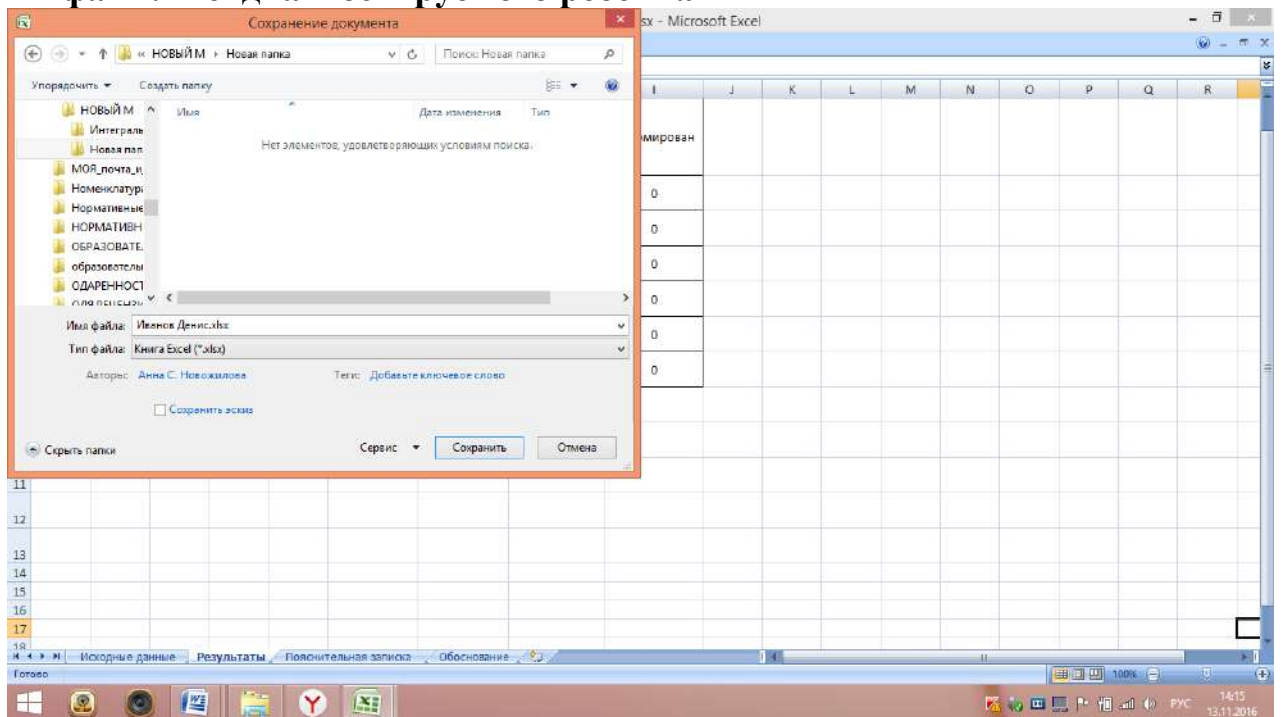 Сохранение документа
sx - Microsoft Excel
« НОВЫЙ М ▸ Новая папка
Поиск: Новая папка
Упорядочить
Создать папку
НОВЫЙ М
Имя
Дата изменения
Тип
Интеграль
Нет элементов, удовлетворяющих условиям поиска.
Новая пап
МОЯ_почта_и_
Номенклатура
Нормативные
НОРМАТИВН
ОБРАЗОВАТЕ.
образователы
ОДАРЕННОСТ
Имя файла: Иванов Денис.xlsx
Тип файла: Книга Excel (*.xlsx)
Авторы: Анна С. Новожилова
Теги: Добавьте ключевое слово
Сохранить эскиз
Скрыть папки
Сервис
Сохранить
Отмена
I J K L M N O P Q R
мирован
0
0
0
0
0
0
11
12
13
14
15
16
17
18
Исходные данные Результаты Пояснительная записка Обоснование
Готово
100%
РУС
14:15
13.11.2016